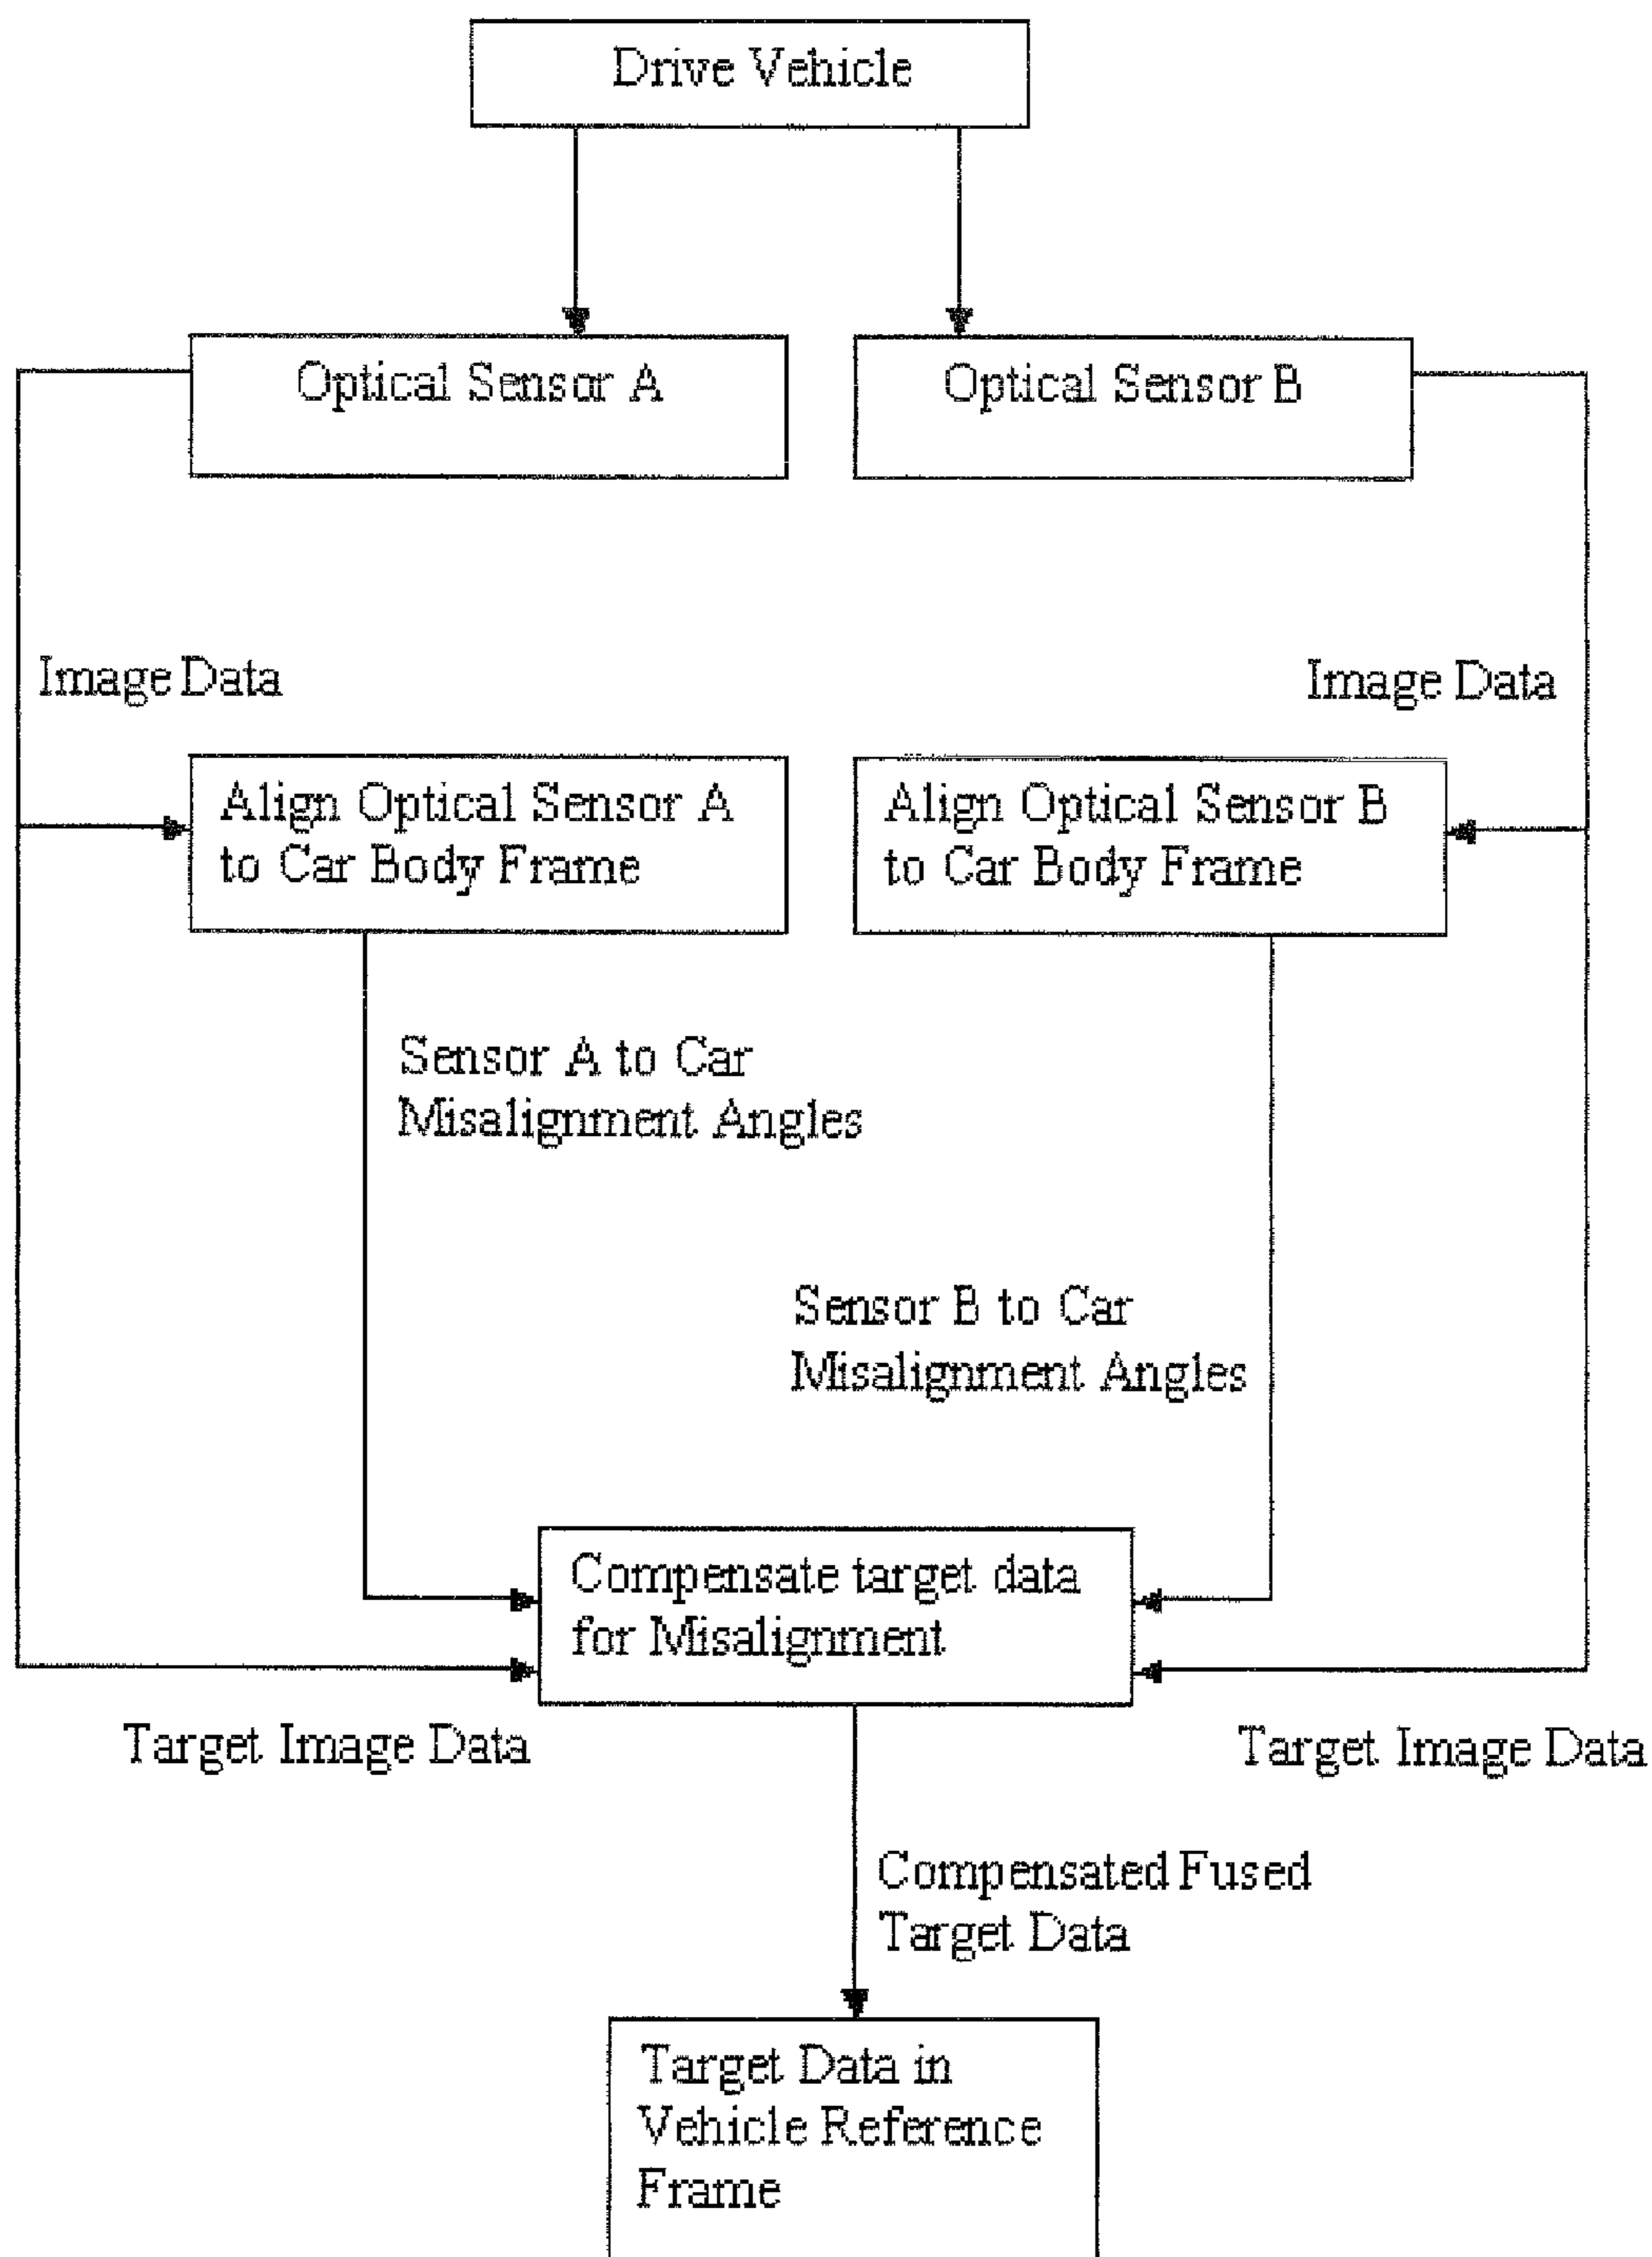 Drive Vehicle
Optical Sensor A
Optical Sensor B
Image Data
Image Data
Align Optical Sensor A
to Car Body Frame
Align Optical Sensor B
to Car Body Frame
Sensor A to Car
Misalignment Angles
Sensor B to Car
Misalignment Angles
Compensate target data
for Misalignment
Target Image Data
Target Image Data
Compensated Fused
Target Data
Target Data in
Vehicle Reference
Frame